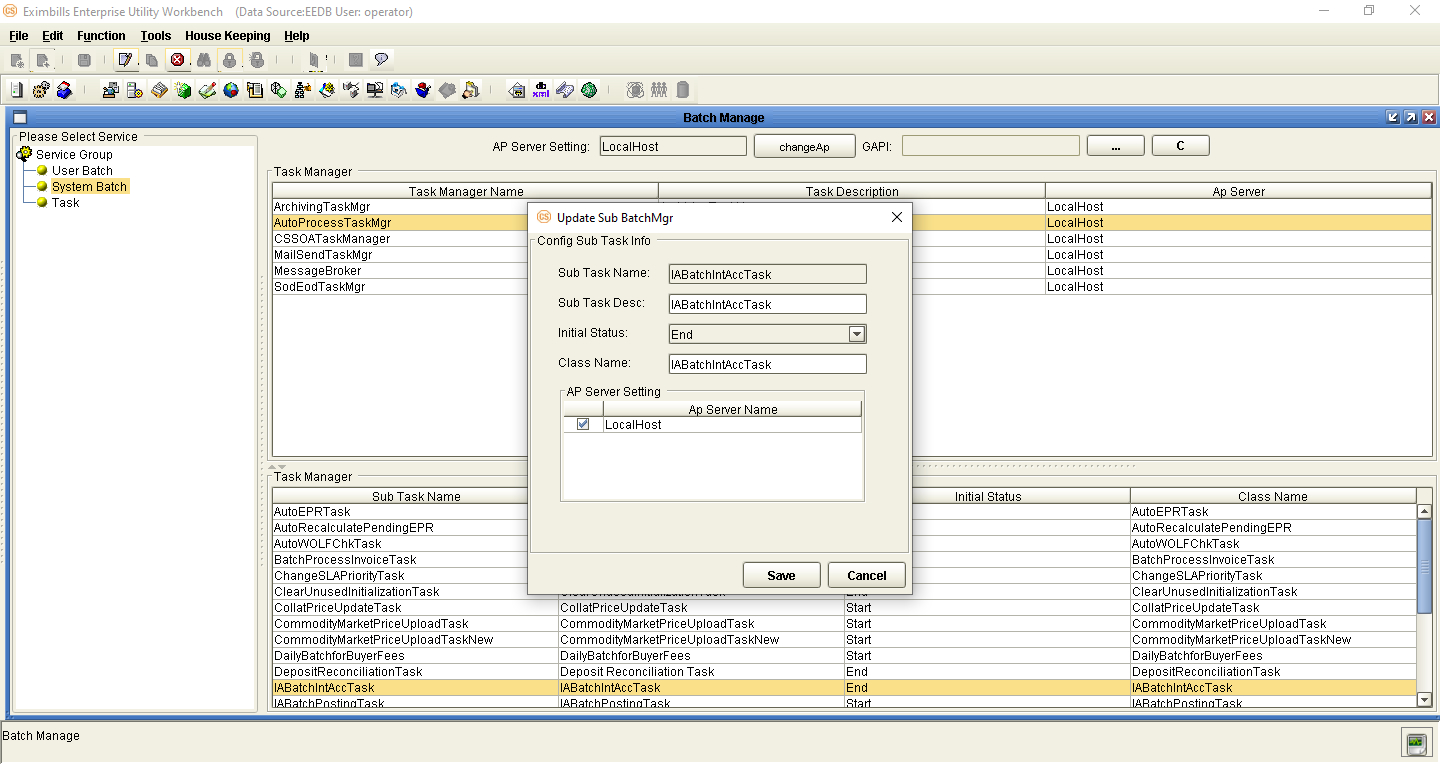 Eximbills Enterprise Utility Workbench (Data Source:EEDB User: operator)
File Edit Function Tools House Keeping Help
Batch Manage
Please Select Service
Service Group
User Batch
System Batch
Task
AP Server Setting: LocalHost changeAp GAPI: ... C
Task Manager
Task Manager Name Task Description Ap Server
ArchivingTaskMgr LocalHost
AutoProcessTaskMgr LocalHost
CSSOATaskManager LocalHost
MailSendTaskMgr LocalHost
MessageBroker LocalHost
SodEodTaskMgr LocalHost
Update Sub BatchMgr
Config Sub Task Info
Sub Task Name: IABatchIntAccTask
Sub Task Desc: IABatchIntAccTask
Initial Status: End
Class Name: IABatchIntAccTask
AP Server Setting
Ap Server Name
LocalHost
Save Cancel
Task Manager
Sub Task Name Initial Status Class Name
AutoEPRTask AutoEPRTask
AutoRecalculatePendingEPR AutoRecalculatePendingEPR
AutoWOLFChkTask AutoWOLFChkTask
BatchProcessInvoiceTask BatchProcessInvoiceTask
ChangeSLAPriorityTask ChangeSLAPriorityTask
ClearUnusedInitializationTask ClearUnusedInitializationTask End ClearUnusedInitializationTask
CollatPriceUpdateTask CollatPriceUpdateTask Start CollatPriceUpdateTask
CommodityMarketPriceUploadTask CommodityMarketPriceUploadTask Start CommodityMarketPriceUploadTask
CommodityMarketPriceUploadTaskNew CommodityMarketPriceUploadTaskNew Start CommodityMarketPriceUploadTaskNew
DailyBatchforBuyerFees DailyBatchforBuyerFees Start DailyBatchforBuyerFees
DepositReconciliationTask Deposit Reconciliation Task End DepositReconciliationTask
IABatchIntAccTask IABatchIntAccTask End IABatchIntAccTask
IABatchPostingTask IABatchPostingTask Start IABatchPostingTask
Batch Manage